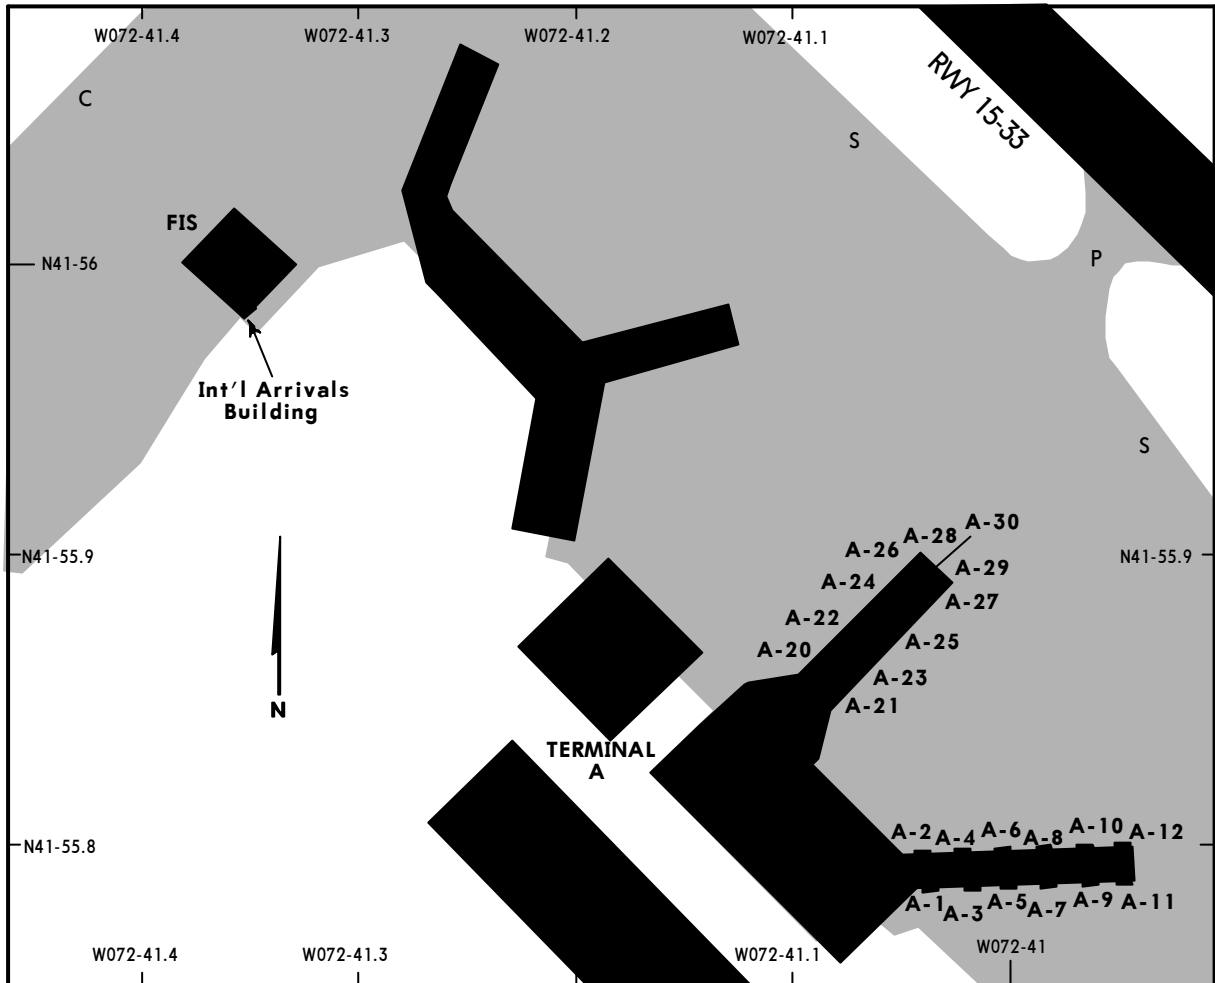 W072-41.4
W072-41.3
W072-41.2
W072-41.1
RWY 15-33
C
S
FIS
P
N41-56
Int'l Arrivals
Building
S
A-30
A-28
A-26
N41-55.9
N41-55.9
A-29
A-24
A-27
A-22
A-25
A-20
A-23
A-21
N
TERMINAL
A
A-2
A-4
A-6
A-8
A-10
A-12
N41-55.8
A-1
A-3
A-5
A-7
A-9
A-11
W072-41.4
W072-41.3
W072-41.1
W072-41